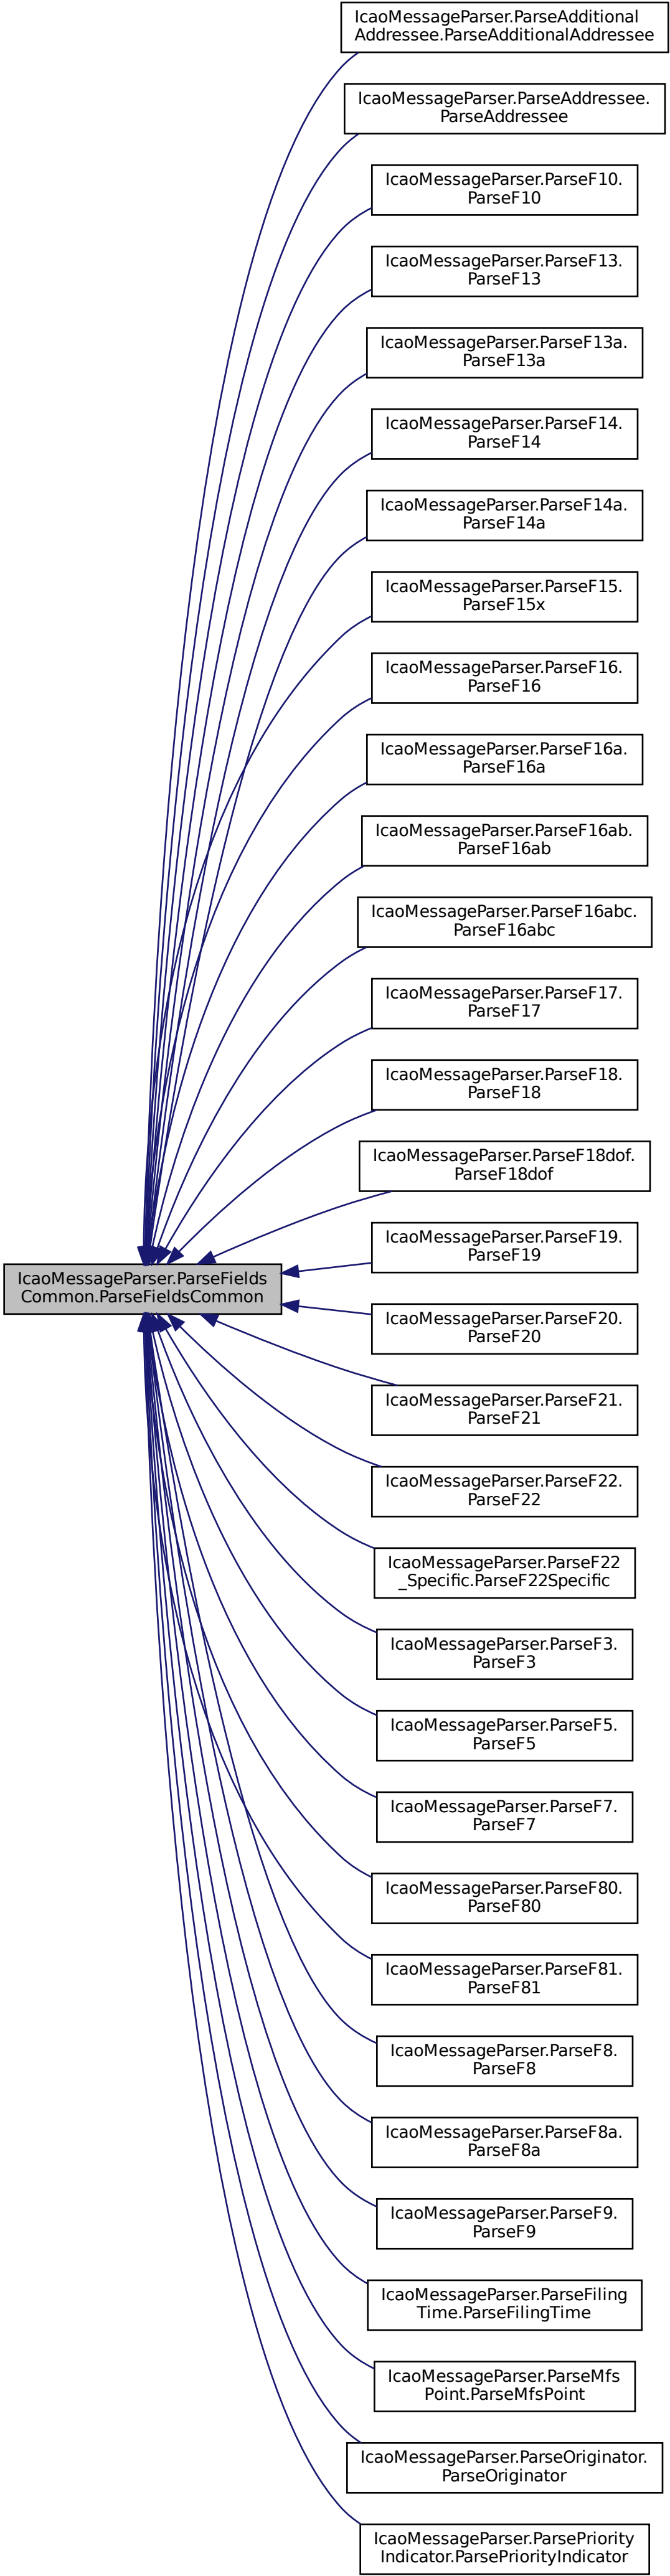 IcaoMessageParser.ParseAdditional
Addressee.ParseAdditionalAddressee
IcaoMessageParser.ParseAddressee.
ParseAddressee
IcaoMessageParser.ParseF10.
ParseF10
IcaoMessageParser.ParseF13.
ParseF13
IcaoMessageParser.ParseF13a.
ParseF13a
IcaoMessageParser.ParseF14.
ParseF14
IcaoMessageParser.ParseF14a.
ParseF14a
IcaoMessageParser.ParseF15.
ParseF15x
IcaoMessageParser.ParseF16.
ParseF16
IcaoMessageParser.ParseF16a.
ParseF16a
IcaoMessageParser.ParseF16ab.
ParseF16ab
IcaoMessageParser.ParseF16abc.
ParseF16abc
IcaoMessageParser.ParseF17.
ParseF17
IcaoMessageParser.ParseF18.
ParseF18
IcaoMessageParser.ParseF18dof.
ParseF18dof
IcaoMessageParser.ParseF19.
ParseF19
IcaoMessageParser.ParseFields
Common.ParseFieldsCommon
IcaoMessageParser.ParseF20.
ParseF20
IcaoMessageParser.ParseF21.
ParseF21
IcaoMessageParser.ParseF22.
ParseF22
IcaoMessageParser.ParseF22
_Specific.ParseF22Specific
IcaoMessageParser.ParseF3.
ParseF3
IcaoMessageParser.ParseF5.
ParseF5
IcaoMessageParser.ParseF7.
ParseF7
IcaoMessageParser.ParseF80.
ParseF80
IcaoMessageParser.ParseF81.
ParseF81
IcaoMessageParser.ParseF8.
ParseF8
IcaoMessageParser.ParseF8a.
ParseF8a
IcaoMessageParser.ParseF9.
ParseF9
IcaoMessageParser.ParseFiling
Time.ParseFilingTime
IcaoMessageParser.ParseMfs
Point.ParseMfsPoint
IcaoMessageParser.ParseOriginator.
ParseOriginator
IcaoMessageParser.ParsePriority
Indicator.ParsePriorityIndicator